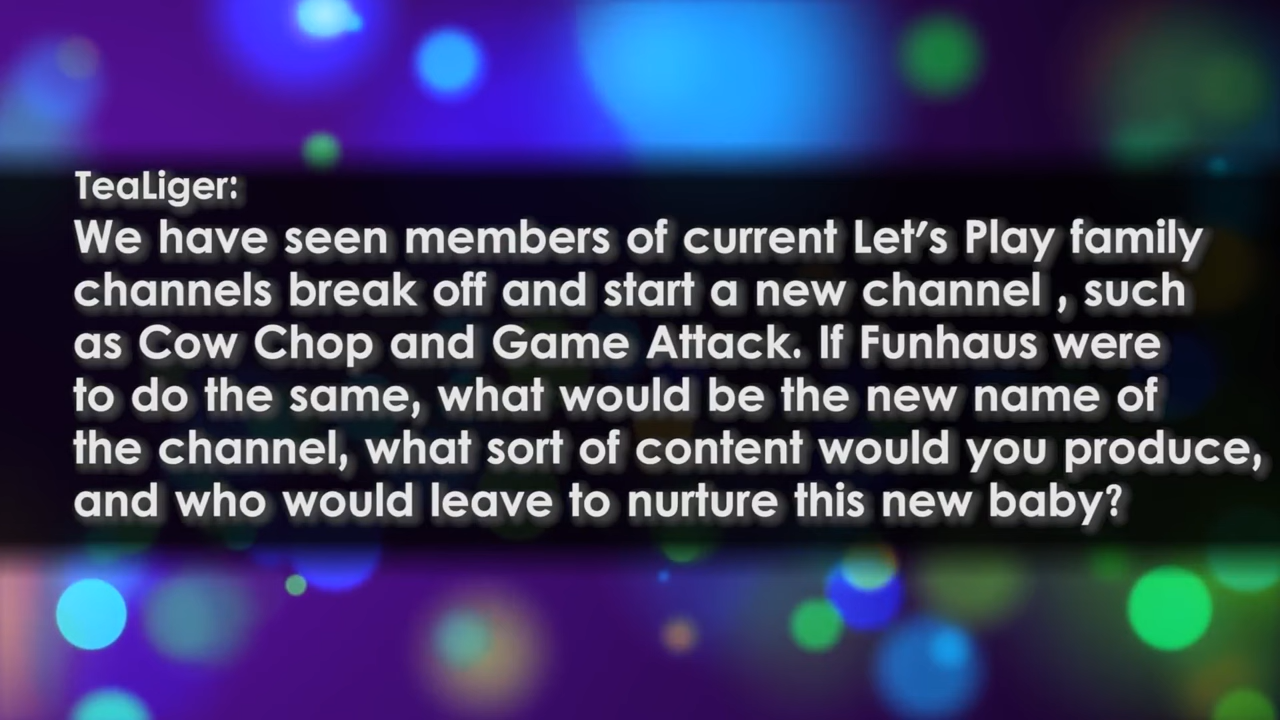 TeaLiger:
We have seen members of current Let's Play family
channels break off and start a new channel , such
as Cow Chop and Game Attack. If Funhaus were
to do the same, what would be the new name of
the channel, what sort of content would you produce,
and who would leave to nurture this new baby?